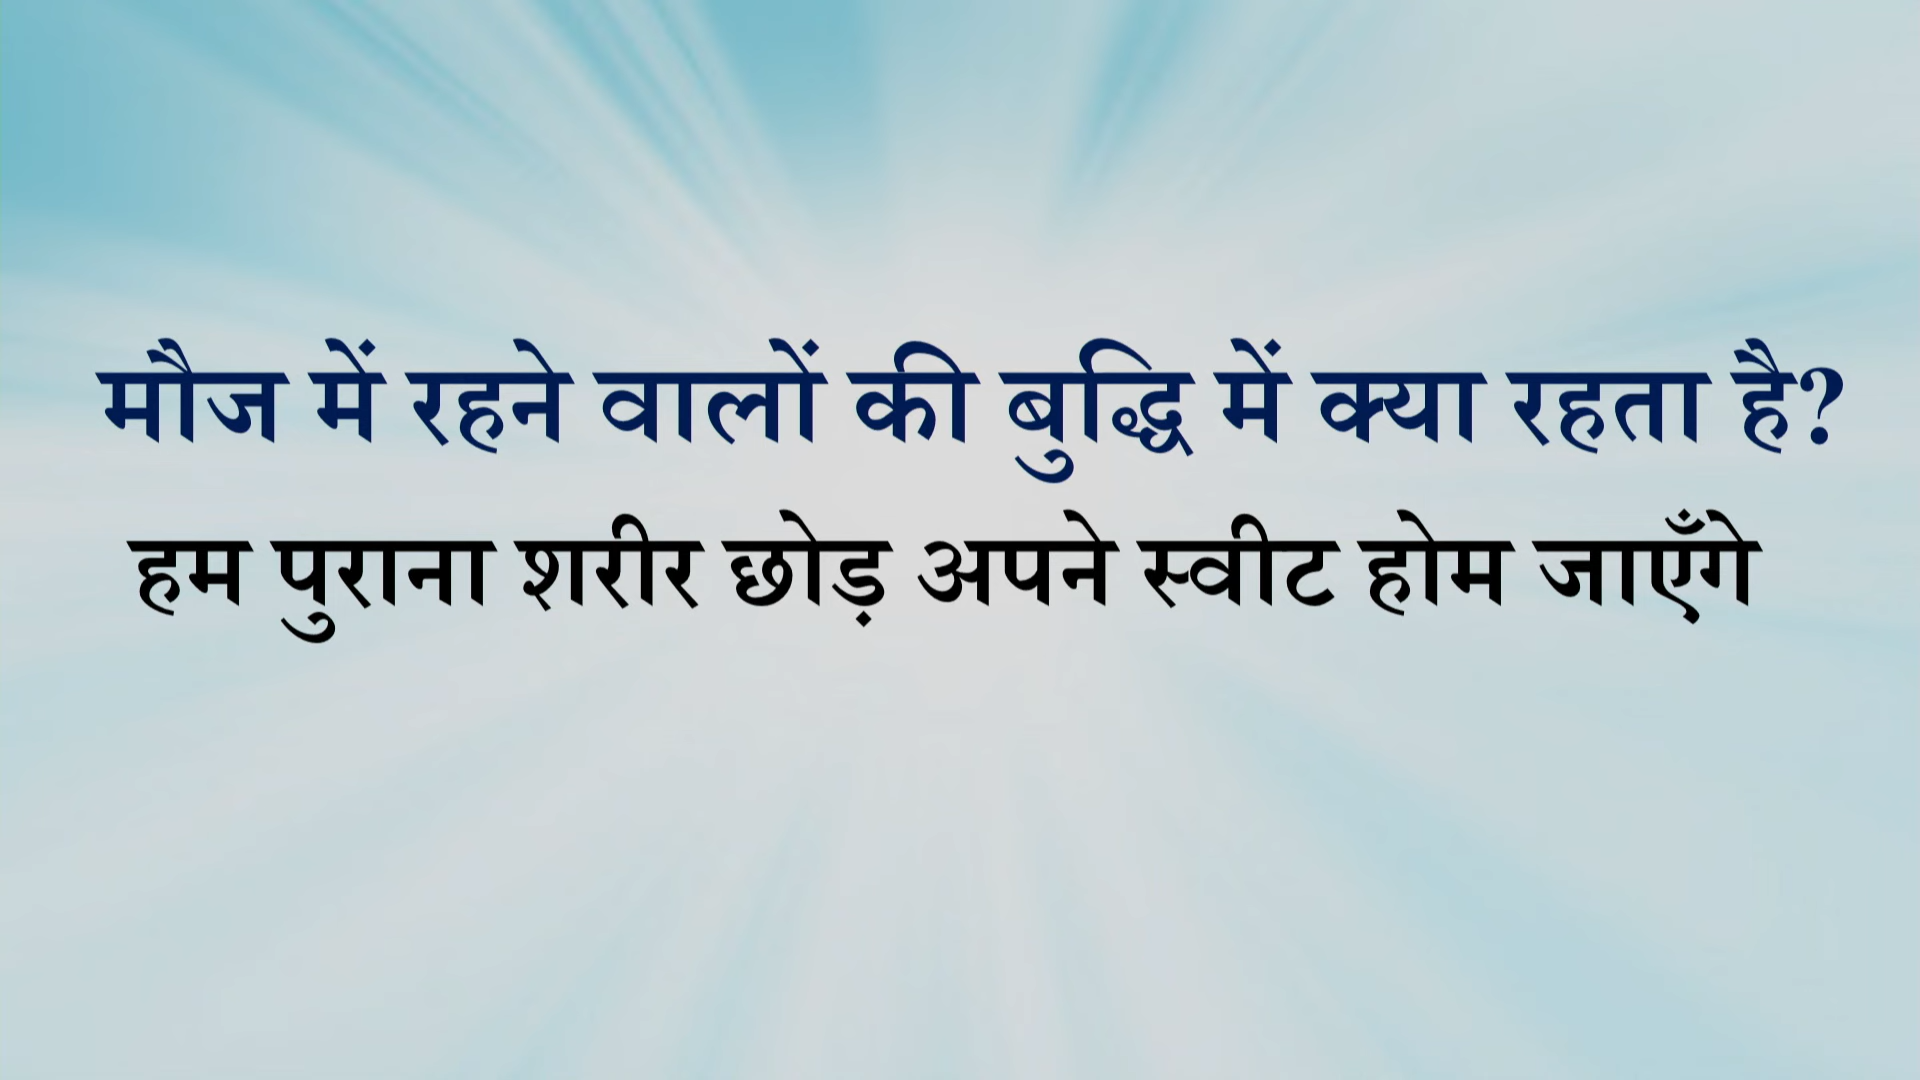 मौज में रहने वालों की बुद्धि में क्या रहता है?
हम पुराना शरीर छोड़ अपने स्वीट होम जाएँगे